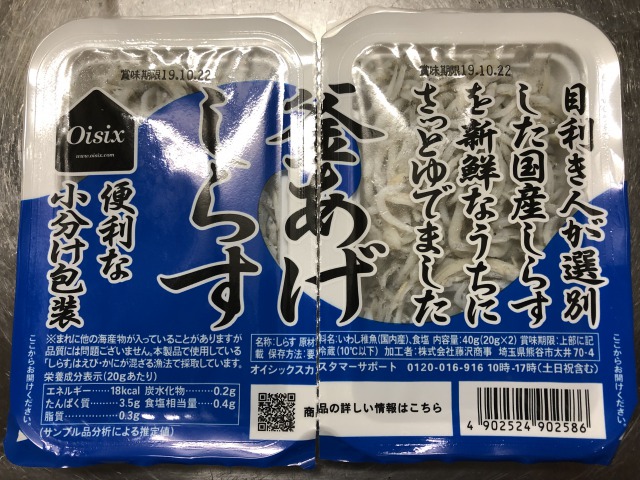 賞味期限19.10.22
賞味期限19.10.22
Oisix
www.oisix.com
釜あげ
しらす
便利な
小分け包装
目利き人が選別
した国産しらす
を新鮮なうちに
さっとゆでました
ここからお開けください。
※まれに他の海産物が入っていることがありますが
品質には問題ございません。本製品で使用している
「しらす」はえび・かにが混ざる漁法で採取しています。
栄養成分表示(20gあたり)
エネルギー……18kcal 炭水化物……0.2g
たんぱく質……3.5g 食塩相当量…0.4g
脂質……0.3g
(サンプル品分析による推定値)
名称:しらす 原材料名:いわし稚魚(国内産)、食塩 内容量:40g(20g×2) 賞味期限:上部に記
載 保存方法:要冷蔵(10℃以下) 加工者:株式会社藤沢商事 埼玉県熊谷市太井70-4
オイシックスカスタマーサポート 0120-016-916 10時-17時(土日祝含む)
商品の詳しい情報はこちら
4 902524 902586
ここからお開けください。